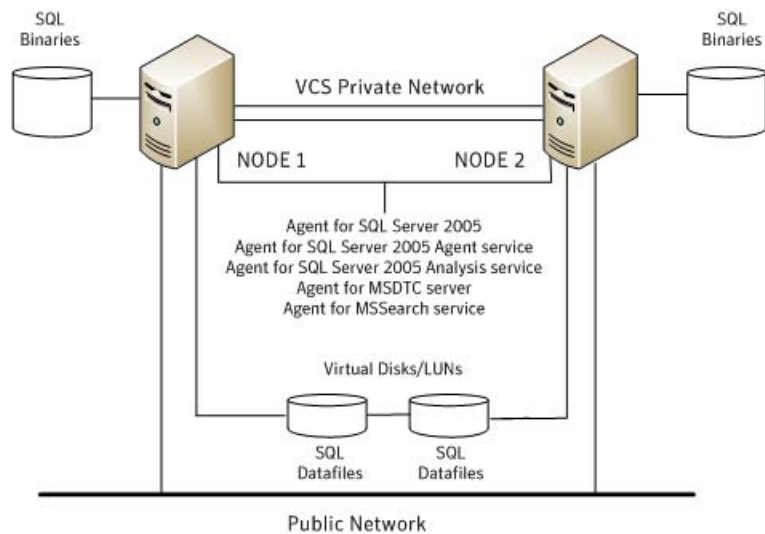 SQL
Binaries
SQL
Binaries
VCS Private Network
NODE 1
NODE 2
Agent for SQL Server 2005
Agent for SQL Server 2005 Agent service
Agent for SQL Server 2005 Analysis service
Agent for MSDTC server
Agent for MSSearch service
Virtual Disks/LUNs
SQL
Datafiles
SQL
Datafiles
Public Network